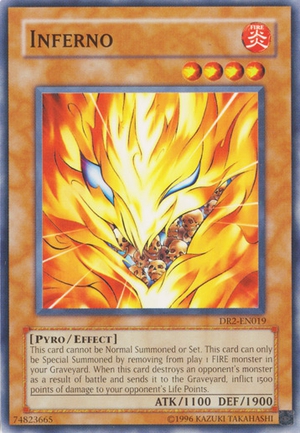 INFERNO
FIRE
炎
DR2-EN019
[PYRO/EFFECT]
This card cannot be Normal Summoned or Set. This card can only
be Special Summoned by removing from play 1 FIRE monster in
your Graveyard. When this card destroys an opponent's monster
as a result of battle and sends it to the Graveyard, inflict 1500
points of damage to your opponent's Life Points.
ATK/1100 DEF/1900
74823665
©1996 KAZUKI TAKAHASHI